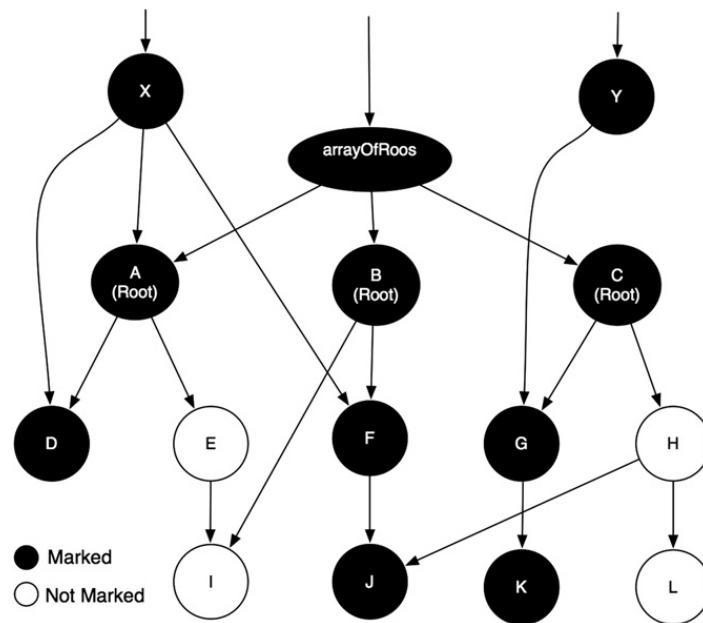 X
Y
arrayOfRoos
A
(Root)
B
(Root)
C
(Root)
D
E
F
G
H
I
J
K
L
Marked
Not Marked